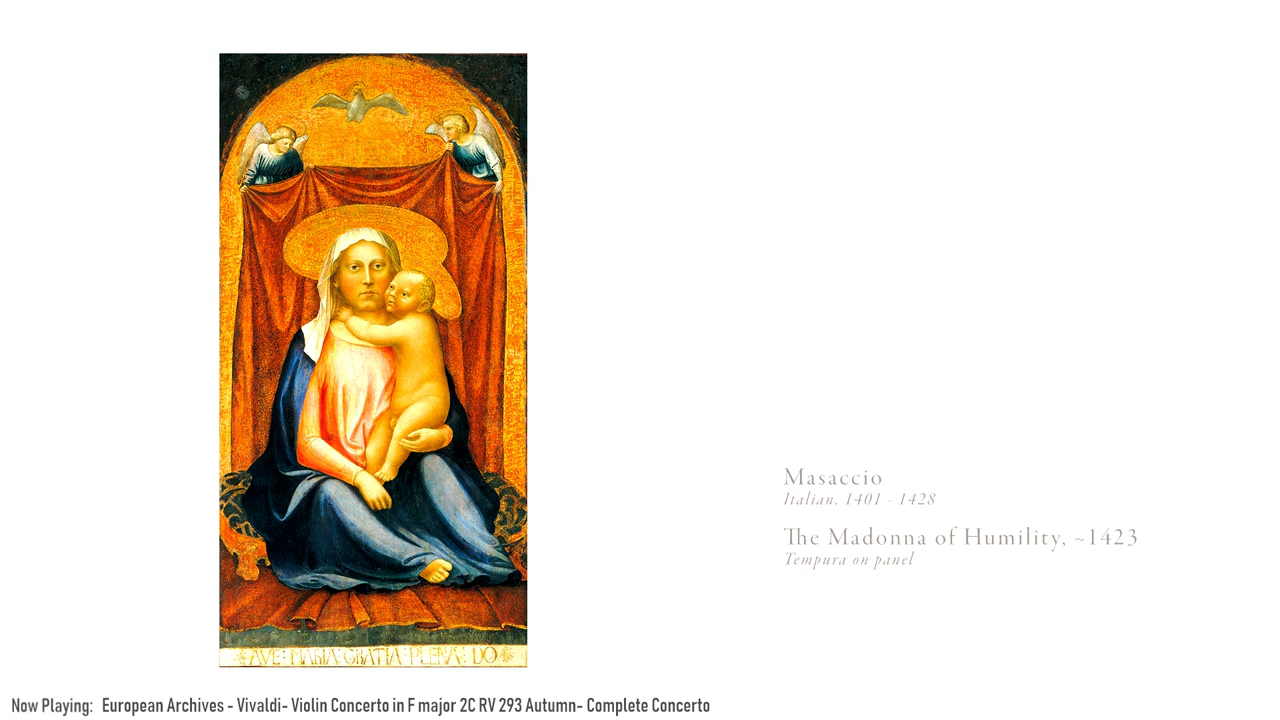 AVE: MARIA: GRATIA: PLENA: DO
Masaccio
Italian, 1401 - 1428
The Madonna of Humility, ~1423
Tempura on panel
Now Playing: European Archives - Vivaldi- Violin Concerto in F major 2C RV 293 Autumn- Complete Concerto